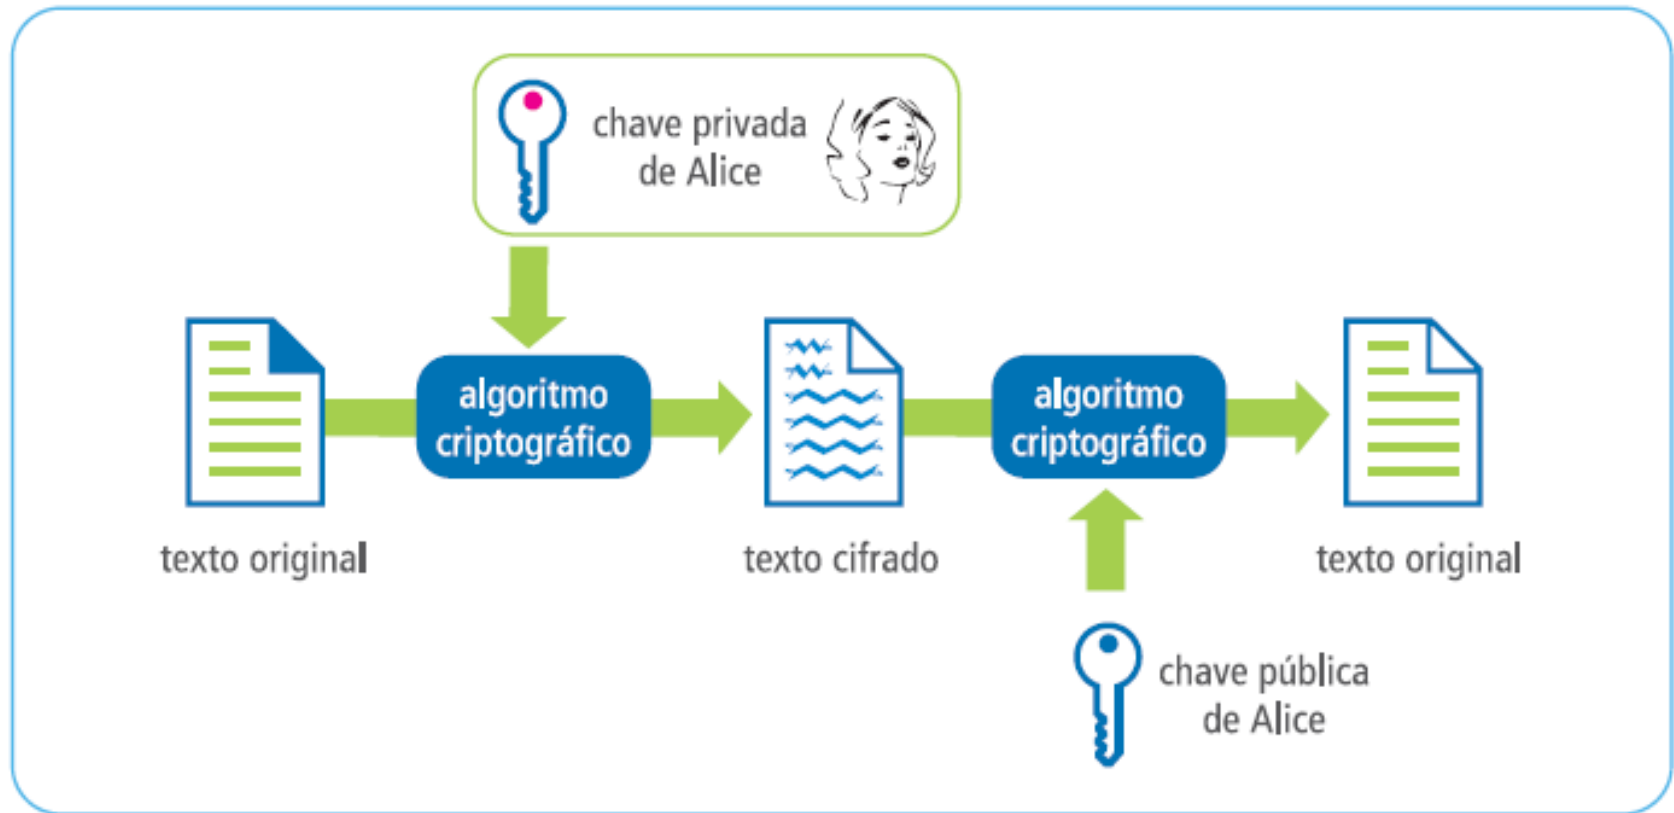 chave privada
de Alice
algoritmo
criptográfico
algoritmo
criptográfico
texto original
texto cifrado
texto original
chave pública
de Alice